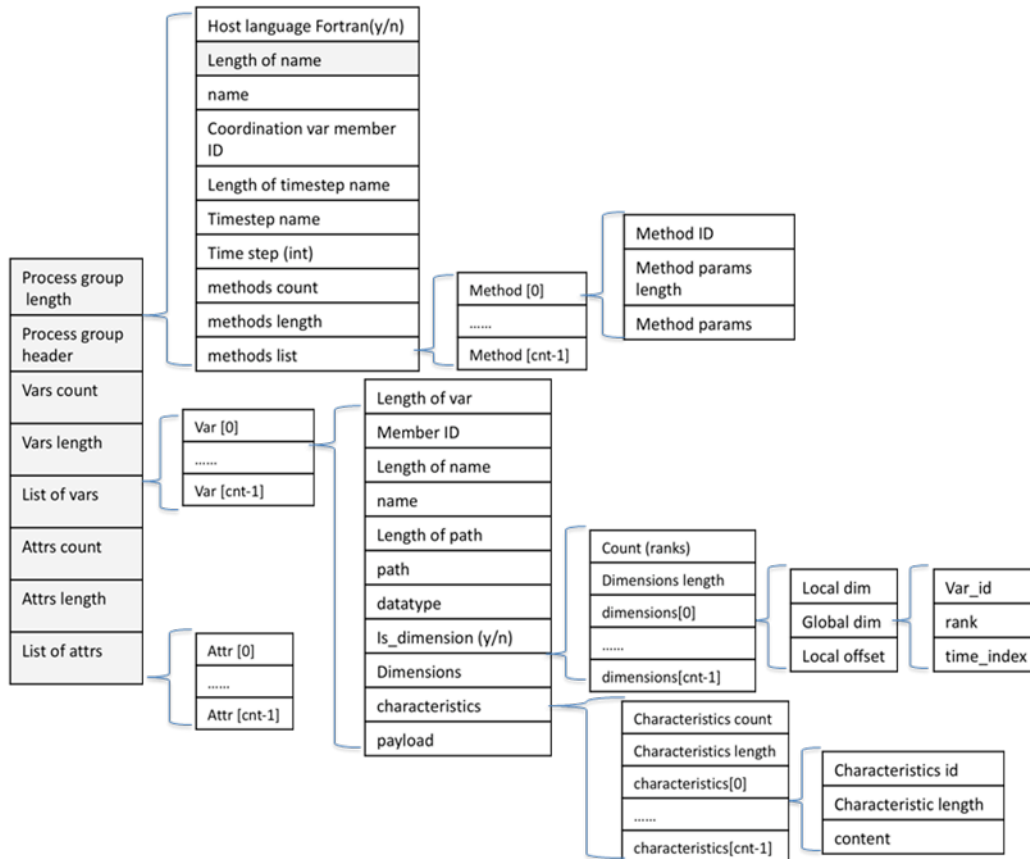 Host language Fortran(y/n)
Length of name
name
Coordination var member
ID
Length of timestep name
Timestep name
Time step (int)
methods count
methods length
methods list
Method [0]
......
Method [cnt-1]
Method ID
Method params
length
Method params
Process group
length
Process group
header
Vars count
Vars length
List of vars
Attrs count
Attrs length
List of attrs
Var [0]
......
Var [cnt-1]
Attr [0]
......
Attr [cnt-1]
Length of var
Member ID
Length of name
name
Length of path
path
datatype
Is_dimension (y/n)
Dimensions
characteristics
payload
Count (ranks)
Dimensions length
dimensions[0]
......
dimensions[cnt-1]
Local dim
Global dim
Local offset
Var_id
rank
time_index
Characteristics count
Characteristics length
characteristics[0]
......
characteristics[cnt-1]
Characteristics id
Characteristic length
content